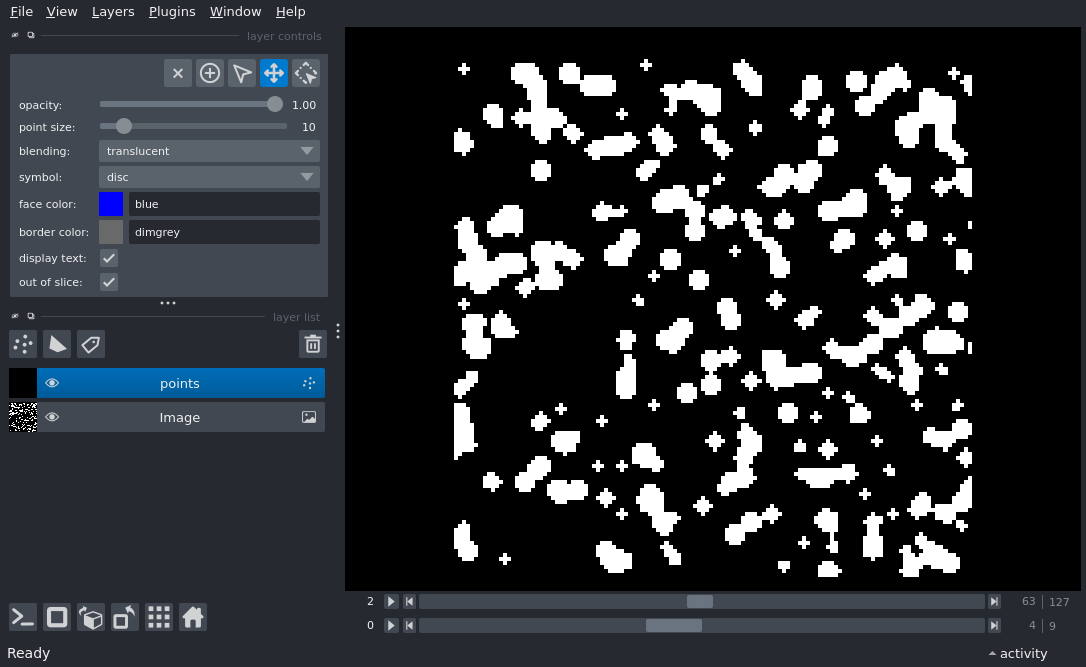 File View Layers Plugins Window Help
layer controls
opacity: 1.00
point size: 10
blending: translucent
symbol: disc
face color: blue
border color: dimgrey
display text:
out of slice:
layer list
points
Image
2 63 127
0 4 9
Ready activity